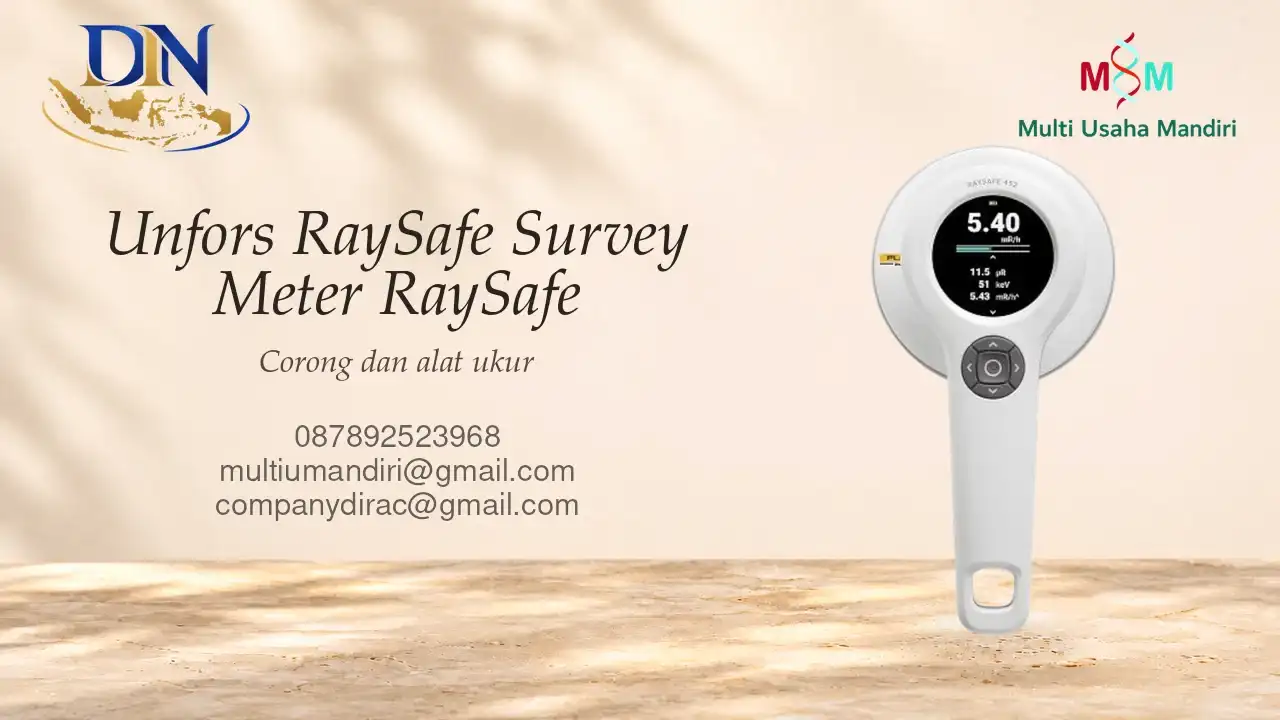 DIN
M M
Multi Usaha Mandiri
Unfors RaySafe Survey
Meter RaySafe
Corong dan alat ukur
087892523968
multiumandiri@gmail.com
companydirac@gmail.com
RAYSAFE 452
5.40
mR/h
11.5 µR
51 keV
5.43 mR/h^